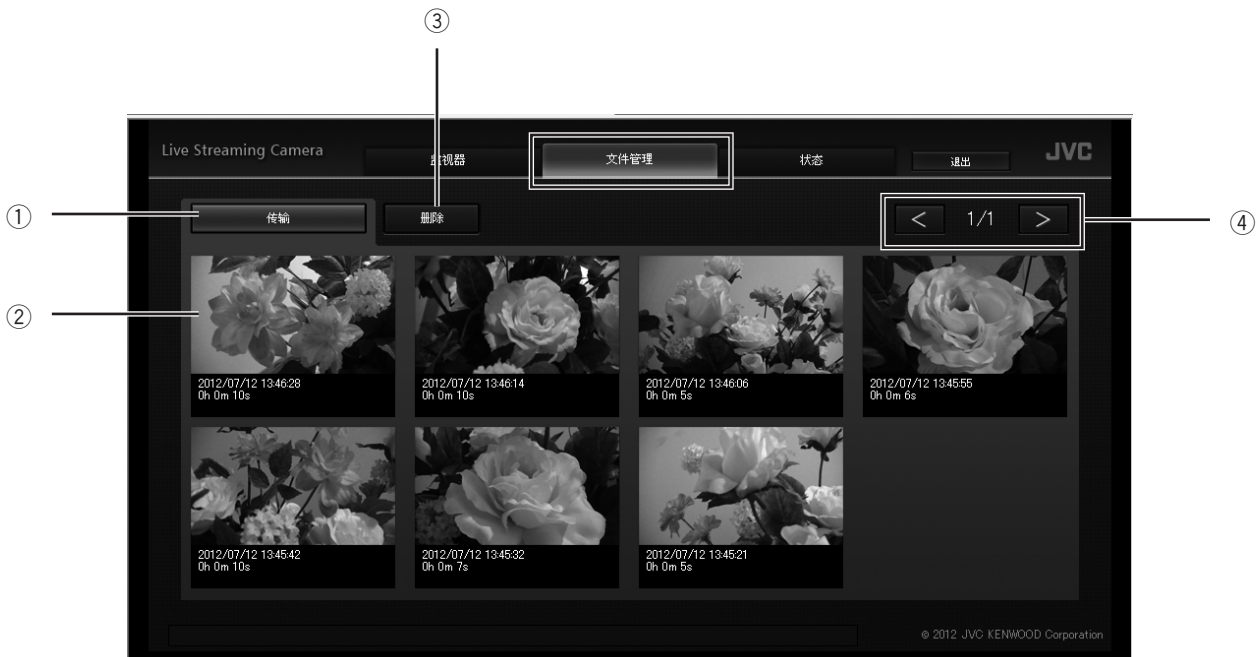 ③
Live Streaming Camera
监视器
文件管理
状态
退出
JVC
①
传输
删除
< 1/1 >
④
②
2012/07/12 13:46:28
0h 0m 10s
2012/07/12 13:46:14
0h 0m 10s
2012/07/12 13:46:06
0h 0m 5s
2012/07/12 13:45:55
0h 0m 6s
2012/07/12 13:45:42
0h 0m 10s
2012/07/12 13:45:32
0h 0m 7s
2012/07/12 13:45:21
0h 0m 5s
© 2012 JVC KENWOOD Corporation